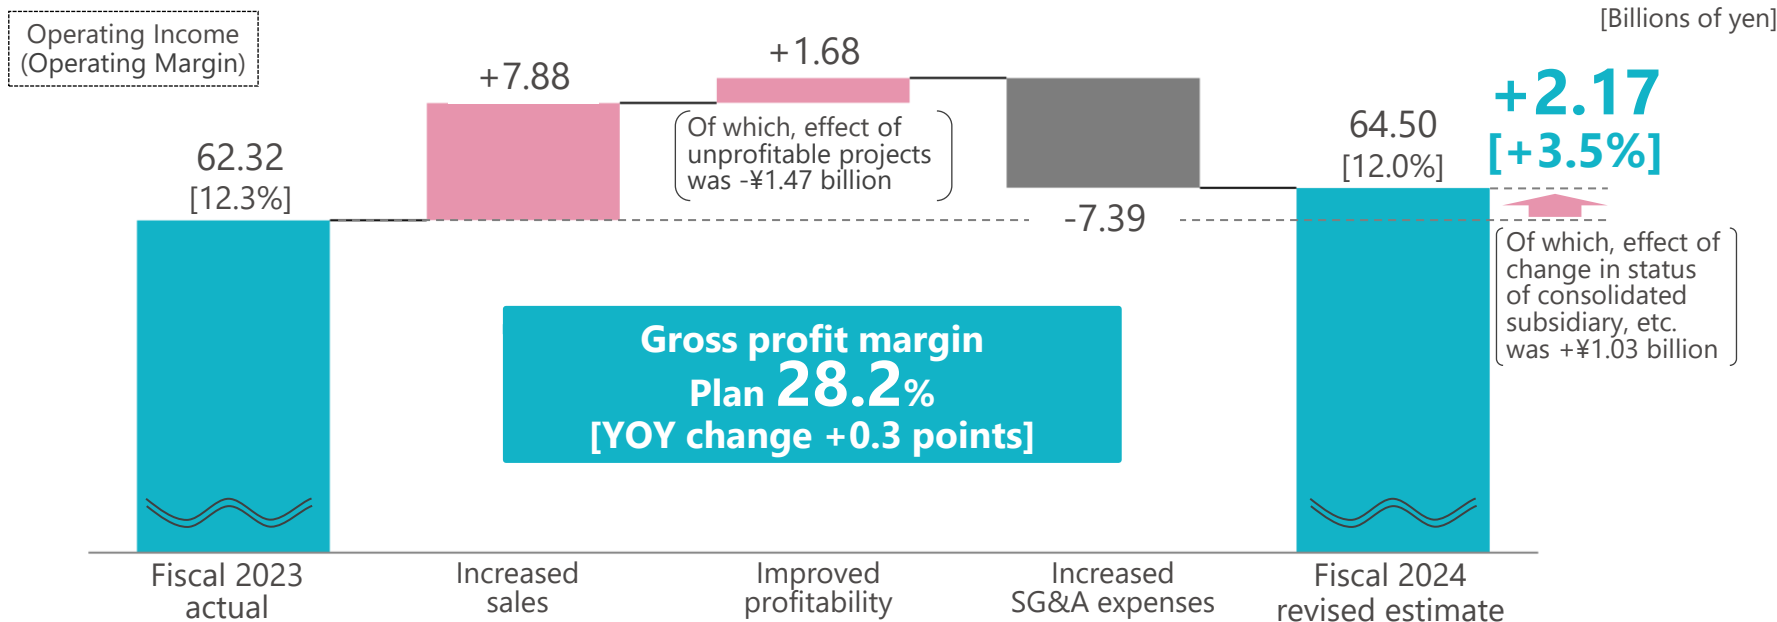 [Billions of yen]
Operating Income
(Operating Margin)
62.32
[12.3%]
+7.88
+1.68
Of which, effect of
unprofitable projects
was -¥1.47 billion
-7.39
64.50
[12.0%]
+2.17
[+3.5%]
Of which, effect of
change in status
of consolidated
subsidiary, etc.
was +¥1.03 billion
Gross profit margin
Plan 28.2%
[YOY change +0.3 points]
Fiscal 2023
actual
Increased
sales
Improved
profitability
Increased
SG&A expenses
Fiscal 2024
revised estimate